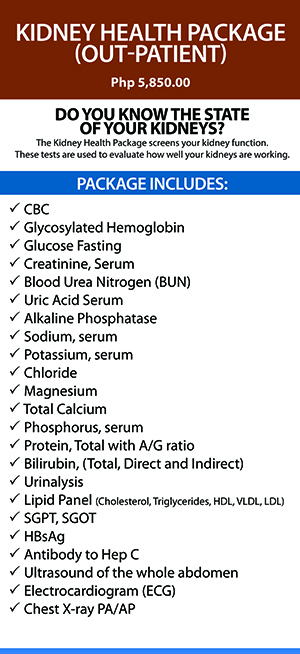 KIDNEY HEALTH PACKAGE
(OUT-PATIENT)
Php 5,850.00
DO YOU KNOW THE STATE
OF YOUR KIDNEYS?
The Kidney Health Package screens your kidney function.
These tests are used to evaluate how well your kidneys are working.
PACKAGE INCLUDES:
✓ CBC
✓ Glycosylated Hemoglobin
✓ Glucose Fasting
✓ Creatinine, Serum
✓ Blood Urea Nitrogen (BUN)
✓ Uric Acid Serum
✓ Alkaline Phosphatase
✓ Sodium, serum
✓ Potassium, serum
✓ Chloride
✓ Magnesium
✓ Total Calcium
✓ Phosphorus, serum
✓ Protein, Total with A/G ratio
✓ Bilirubin, (Total, Direct and Indirect)
✓ Urinalysis
✓ Lipid Panel (Cholesterol, Triglycerides, HDL, VLDL, LDL)
✓ SGPT, SGOT
✓ HBsAg
✓ Antibody to Hep C
✓ Ultrasound of the whole abdomen
✓ Electrocardiogram (ECG)
✓ Chest X-ray PA/AP